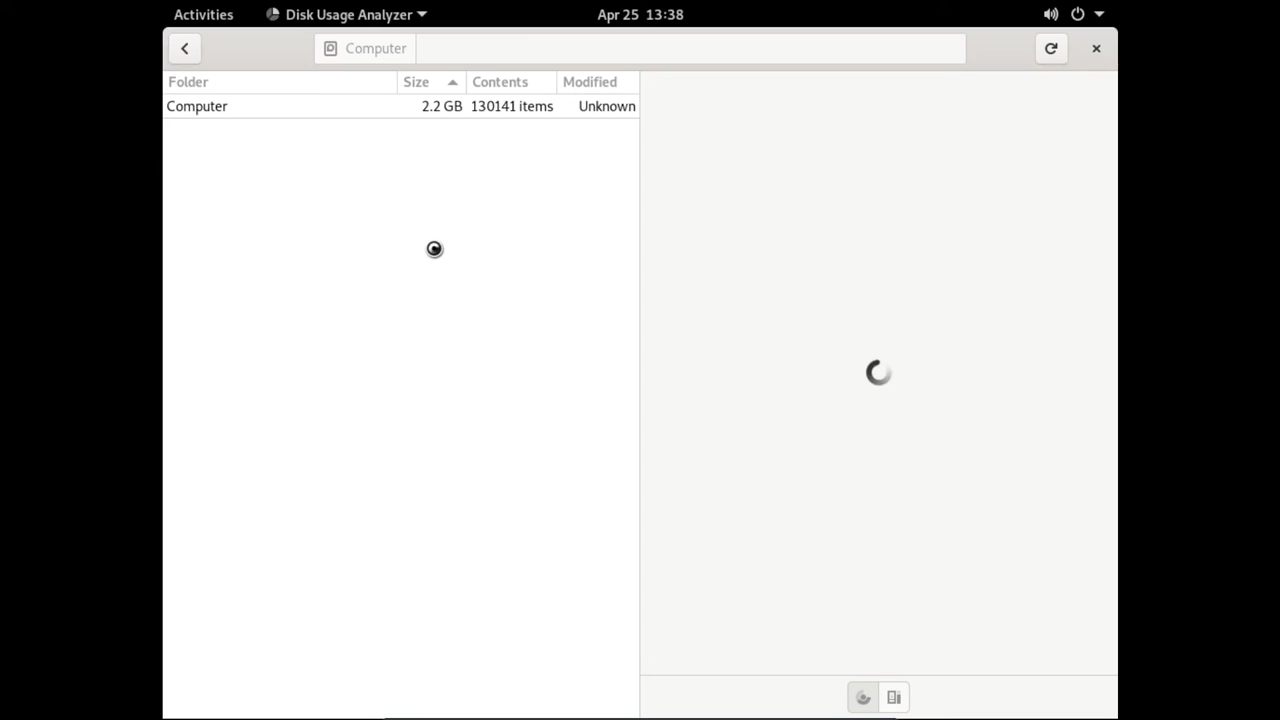 Activities Disk Usage Analyzer Apr 25 13:38
Computer
Folder Size Contents Modified
Computer 2.2 GB 130141 items Unknown